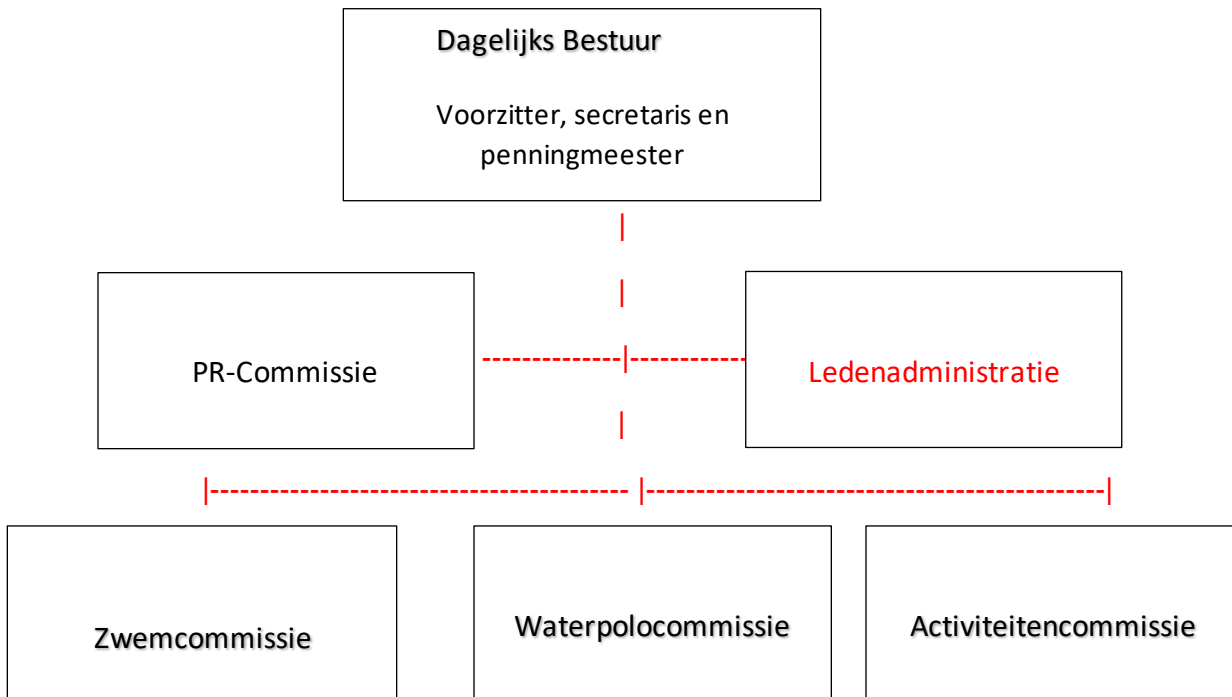 Dagelijks Bestuur
Voorzitter, secretaris en
penningmeester
PR-Commissie
Ledenadministratie
Zwemcommissie
Waterpolocommissie
Activiteitencommissie